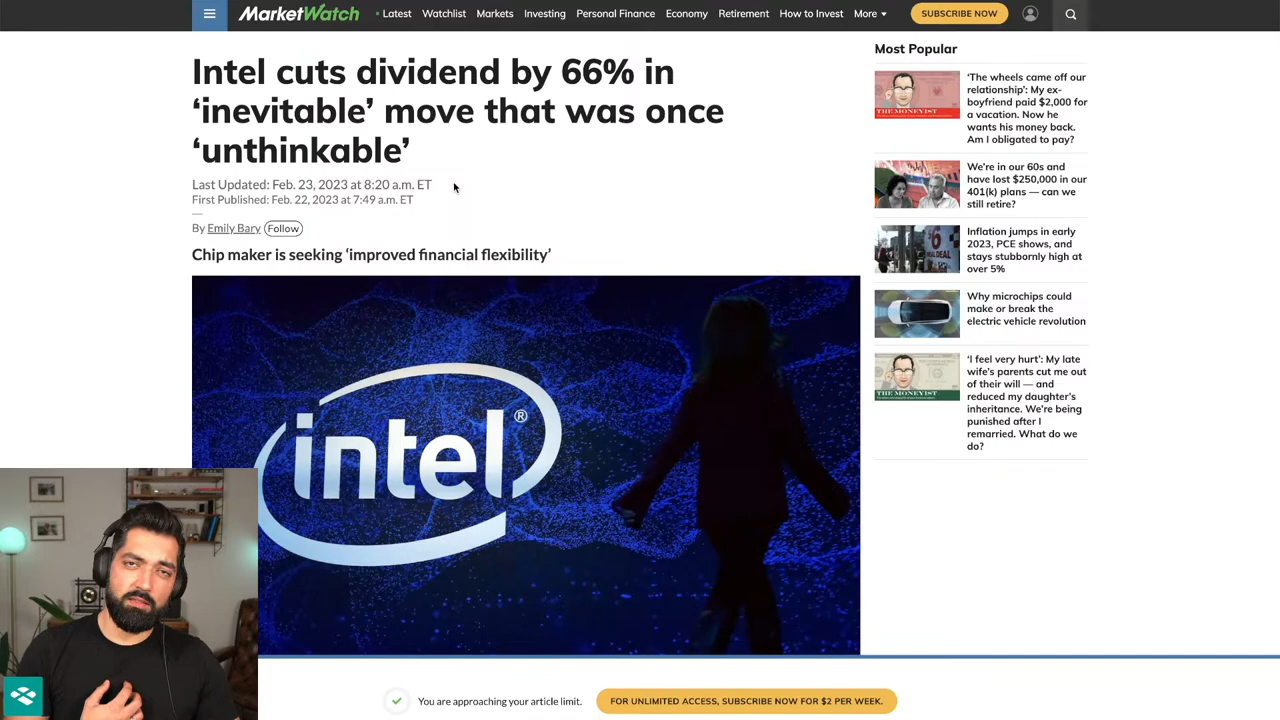 MarketWatch
Latest
Watchlist
Markets
Investing
Personal Finance
Economy
Retirement
How to Invest
More
SUBSCRIBE NOW
Intel cuts dividend by 66% in
‘inevitable’ move that was once
‘unthinkable’
Last Updated: Feb. 23, 2023 at 8:20 a.m. ET
First Published: Feb. 22, 2023 at 7:49 a.m. ET
By Emily Bary Follow
Chip maker is seeking ‘improved financial flexibility’
intel®
Most Popular
THE MONEYIST
‘The wheels came off our
relationship’: My ex-
boyfriend paid $2,000 for
a vacation. Now he
wants his money back.
Am I obligated to pay?
We’re in our 60s and
have lost $250,000 in our
401(k) plans — can we
still retire?
Inflation jumps in early
2023, PCE shows, and
stays stubbornly high at
over 5%
Why microchips could
make or break the
electric vehicle revolution
THE MONEYIST
‘I feel very hurt’: My late
wife’s parents cut me out
of their will — and
reduced my daughter’s
inheritance. We’re being
punished after I
remarried. What do we
do?
You are approaching your article limit.
FOR UNLIMITED ACCESS, SUBSCRIBE NOW FOR $2 PER WEEK.